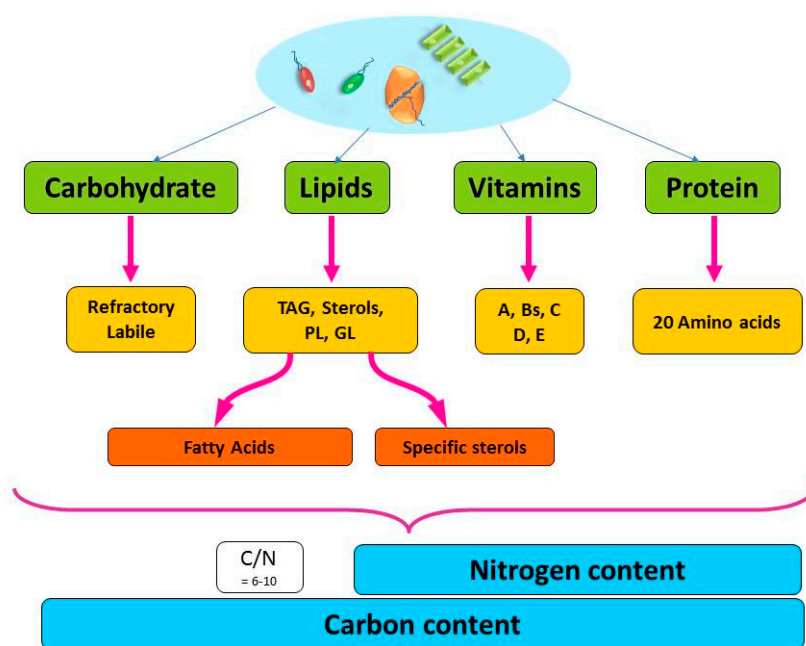 Carbohydrate
Lipids
Vitamins
Protein
Refractory
Labile
TAG, Sterols,
PL, GL
A, Bs, C
D, E
20 Amino acids
Fatty Acids
Specific sterols
C/N
= 6-10
Nitrogen content
Carbon content